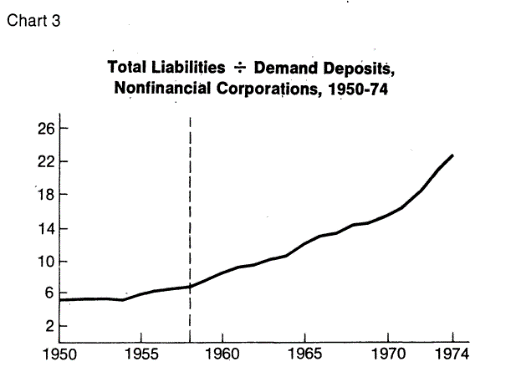 Chart 3
Total Liabilities ÷ Demand Deposits,
Nonfinancial Corporations, 1950-74
26
22
18
14
10
6
2
1950 1955 1960 1965 1970 1974